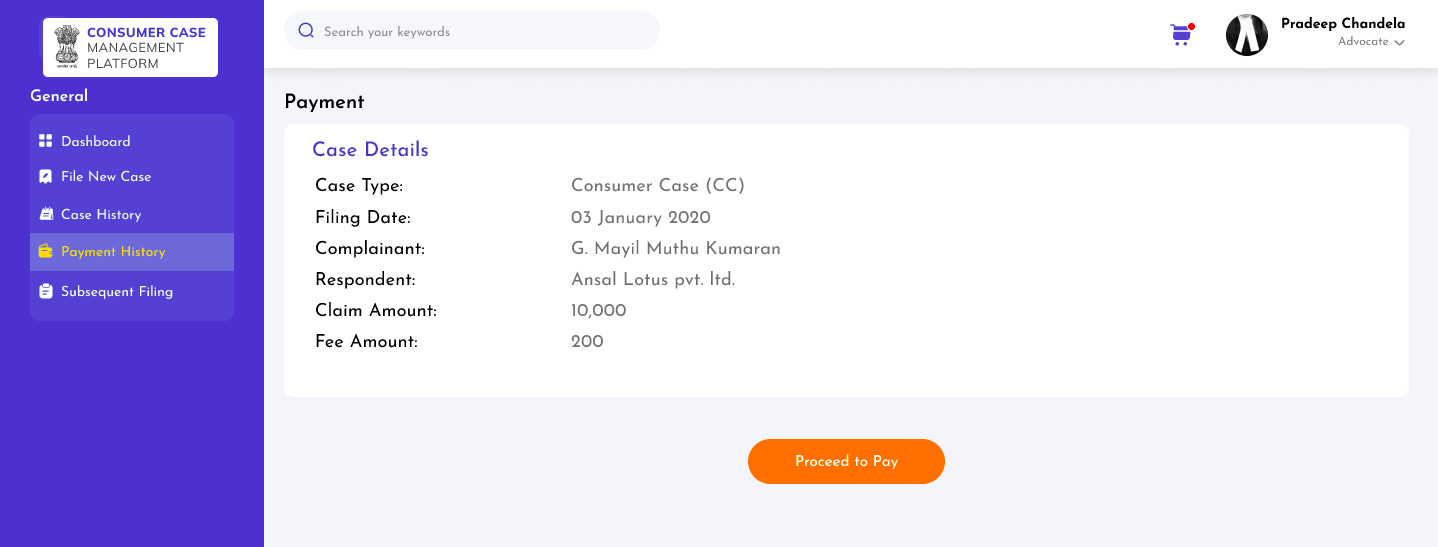 CONSUMER CASE
MANAGEMENT
PLATFORM
Search your keywords
Pradeep Chandela
Advocate
General
Dashboard
File New Case
Case History
Payment History
Subsequent Filing
Payment
Case Details
Case Type: Consumer Case (CC)
Filing Date: 03 January 2020
Complainant: G. Mayil Muthu Kumaran
Respondent: Ansal Lotus pvt. ltd.
Claim Amount: 10,000
Fee Amount: 200
Proceed to Pay